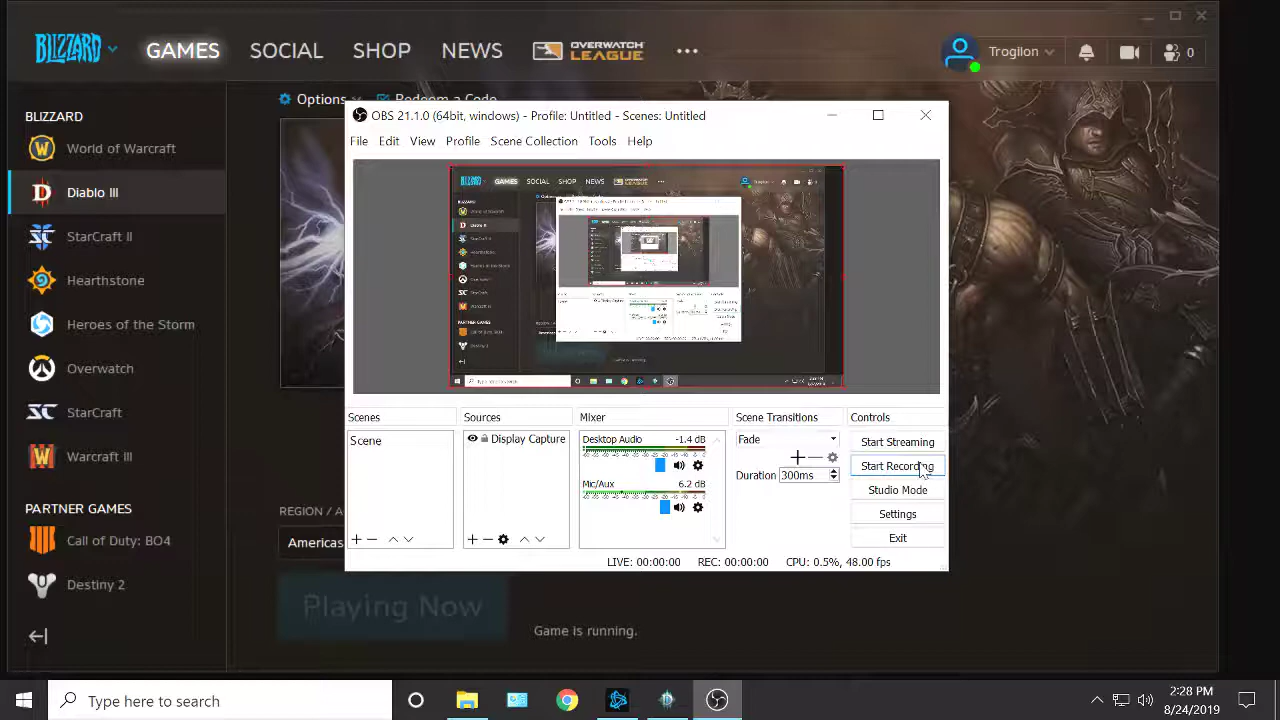 BLIZZARD GAMES SOCIAL SHOP NEWS OVERWATCH LEAGUE ••• Trogilon 0
BLIZZARD
World of Warcraft
Diablo III
StarCraft II
Hearthstone
Heroes of the Storm
Overwatch
StarCraft
Warcraft III
PARTNER GAMES
Call of Duty: BO4
Destiny 2
Options Redeem a Code
OBS 21.1.0 (64bit, windows) - Profile: Untitled - Scenes: Untitled
File Edit View Profile Scene Collection Tools Help
BLIZZARD GAMES SOCIAL SHOP NEWS
Scenes Sources Mixer Scene Transitions Controls
Scene
Display Capture
Desktop Audio -1.4 dB
Mic/Aux 6.2 dB
Fade
Duration 300ms
Start Streaming
Start Recording
Studio Mode
Settings
Exit
LIVE: 00:00:00 REC: 00:00:00 CPU: 0.5%, 48.00 fps
REGION / A
Americas
Playing Now
Game is running.
Type here to search
2:28 PM
8/24/2019